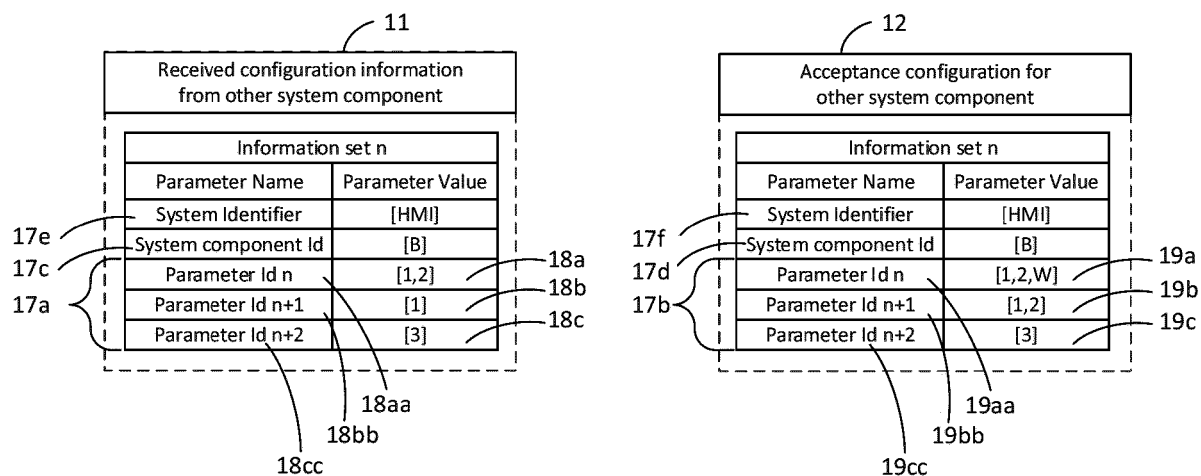 11
Received configuration information
from other system component
Information set n
Parameter Name Parameter Value
System Identifier [HMI]
System component Id [B]
Parameter Id n [1,2]
Parameter Id n+1 [1]
Parameter Id n+2 [3]
17e
17c
17a
18a
18b
18c
18aa
18bb
18cc
12
Acceptance configuration for
other system component
Information set n
Parameter Name Parameter Value
System Identifier [HMI]
System component Id [B]
Parameter Id n [1,2,W]
Parameter Id n+1 [1,2]
Parameter Id n+2 [3]
17f
17d
17b
19a
19b
19c
19aa
19bb
19cc